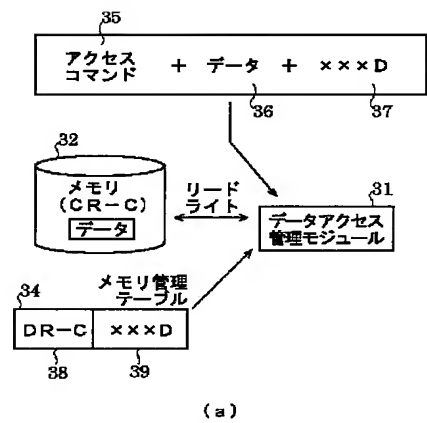 35
アクセス
コマンド + データ + ×××D
36 37
32
メモリ
(CR-C)
データ
リード
ライト
31
データアクセス
管理モジュール
メモリ管理
テーブル
34
DR-C ×××D
38 39
(a)